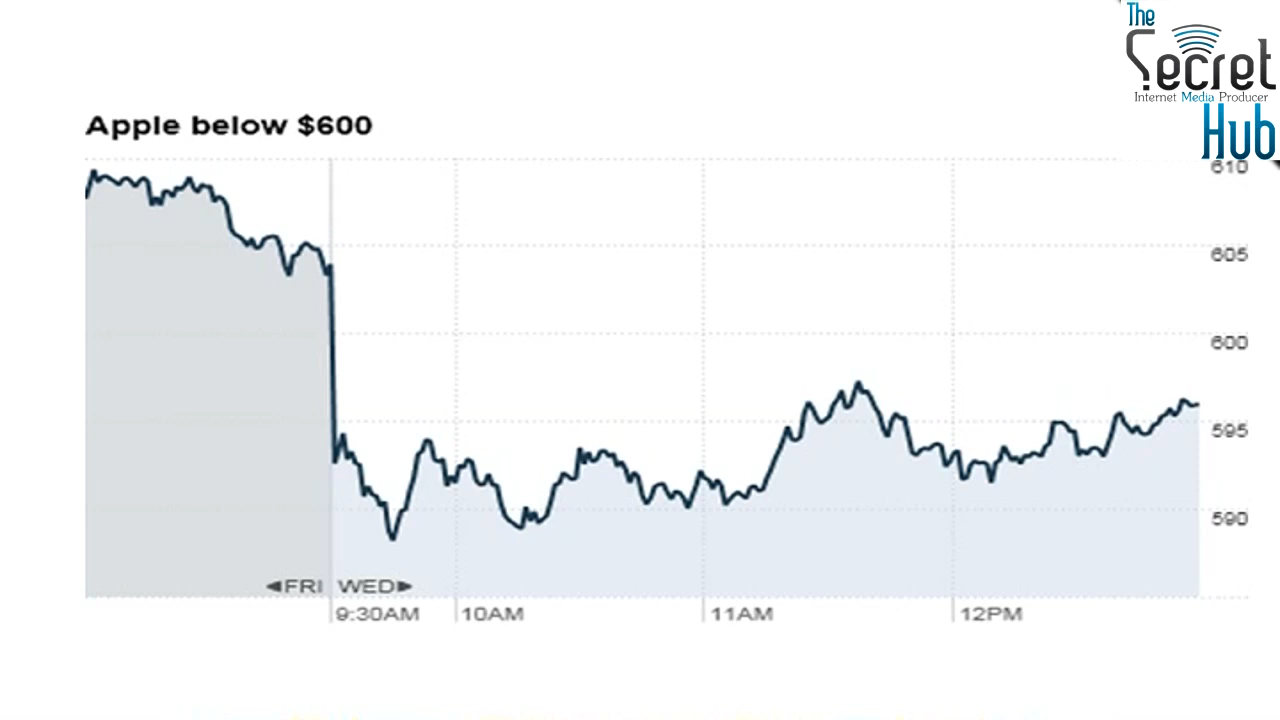 The
Secret
Internet Media Producer
Hub
Apple below $600
610
605
600
595
590
◄FRI WED►
9:30AM 10AM 11AM 12PM